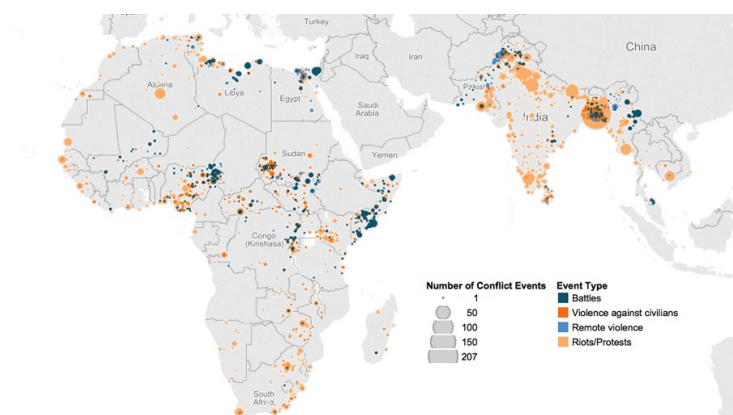 Turkey
China
Iraq
Iran
Algeria
Libya
Egypt
Saudi
Arabia
India
Sudan
Yemen
Congo
(Kinshasa)
South
Africa
Number of Conflict Events
1
50
100
150
207
Event Type
Battles
Violence against civilians
Remote violence
Riots/Protests